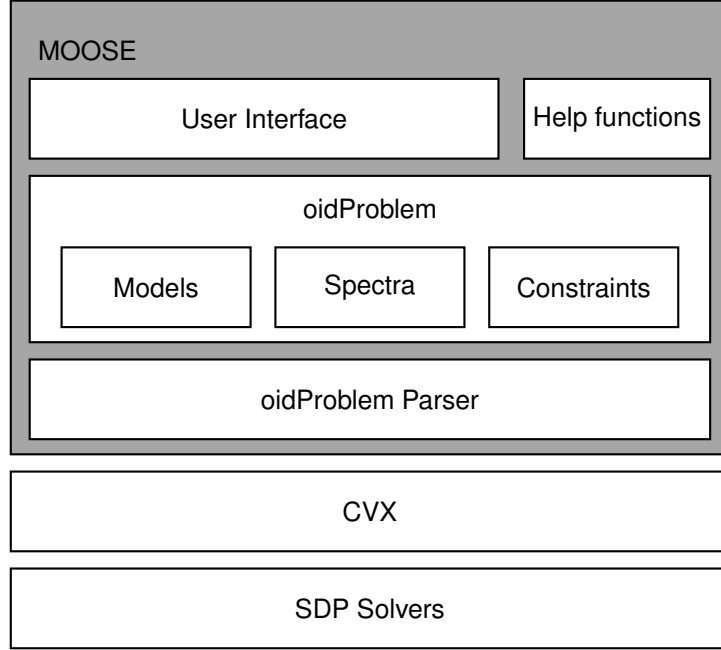 MOOSE
User Interface
Help functions
oidProblem
Models
Spectra
Constraints
oidProblem Parser
CVX
SDP Solvers